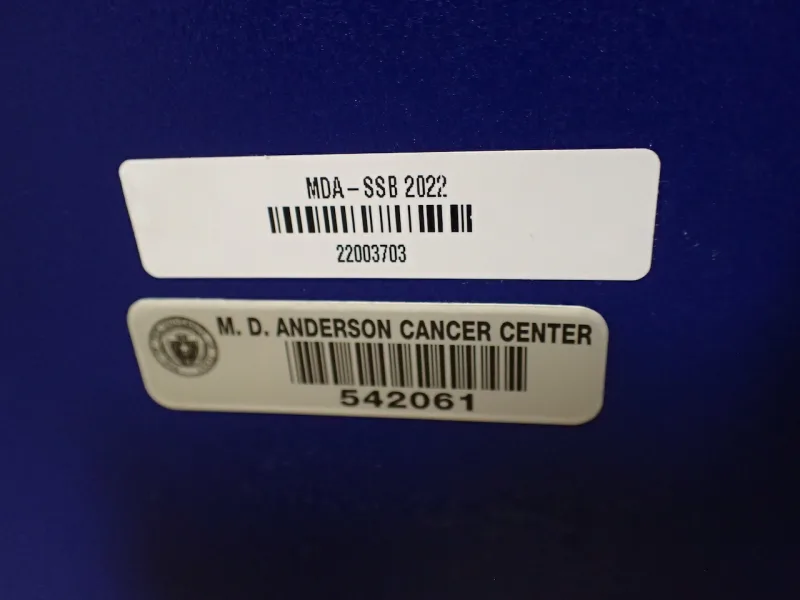 MDA-SSB 2022
22003703
M. D. ANDERSON CANCER CENTER
542061